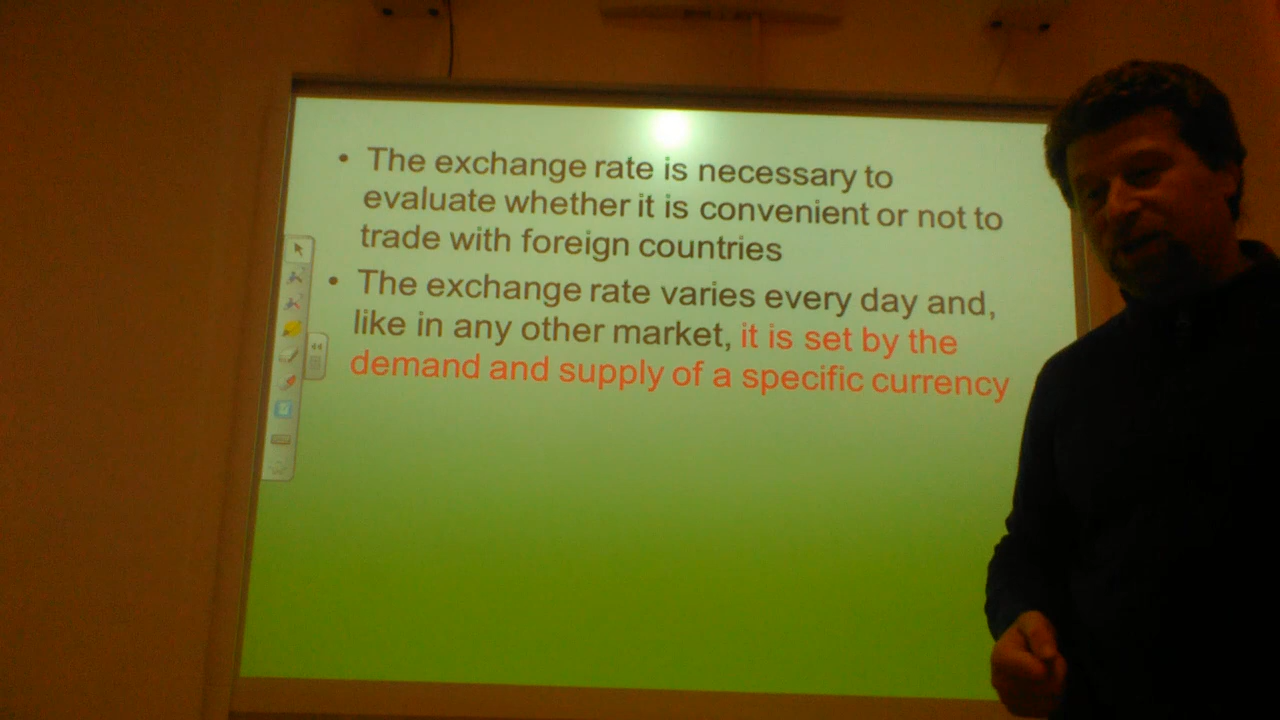 • The exchange rate is necessary to
evaluate whether it is convenient or not to
trade with foreign countries
• The exchange rate varies every day and,
like in any other market, it is set by the
demand and supply of a specific currency